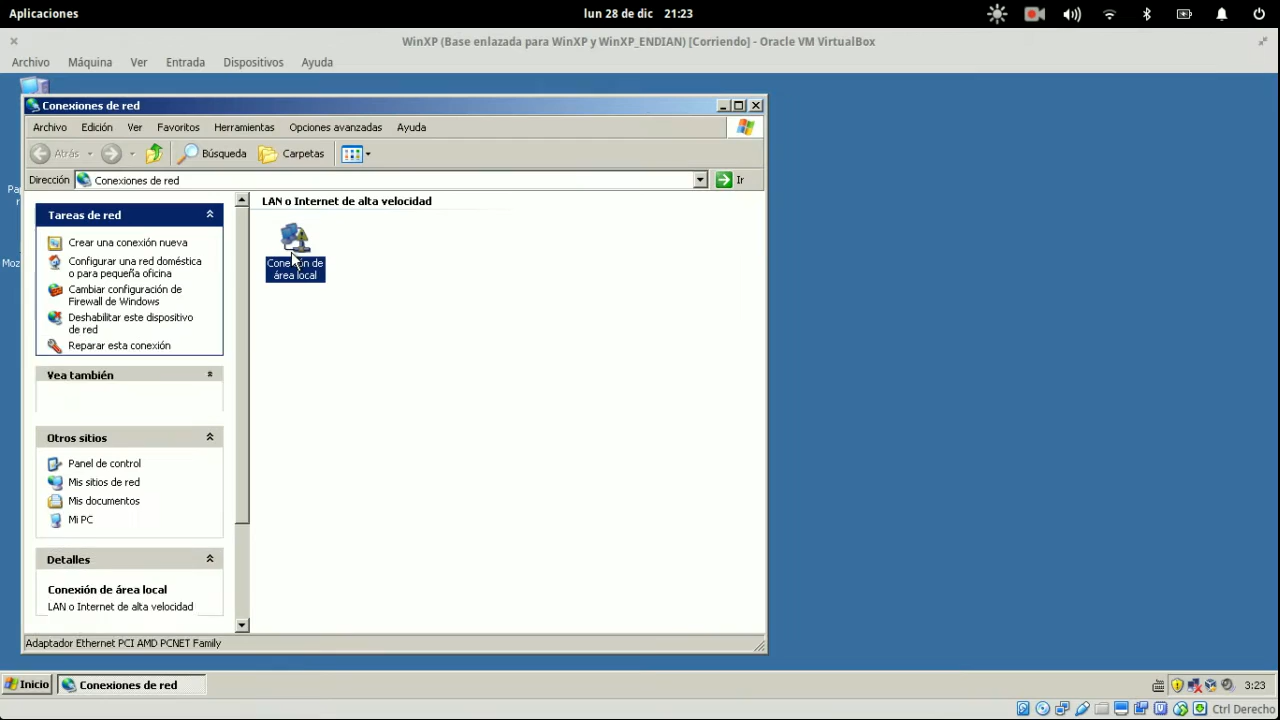 Aplicaciones
lun 28 de dic 21:23
WinXP (Base enlazada para WinXP y WinXP_ENDIAN) [Corriendo] - Oracle VM VirtualBox
Archivo Máquina Ver Entrada Dispositivos Ayuda
Conexiones de red
Archivo Edición Ver Favoritos Herramientas Opciones avanzadas Ayuda
Atrás Búsqueda Carpetas
Dirección Conexiones de red Ir
Tareas de red
Crear una conexión nueva
Configurar una red doméstica
o para pequeña oficina
Cambiar configuración de
Firewall de Windows
Deshabilitar este dispositivo
de red
Reparar esta conexión
Vea también
Otros sitios
Panel de control
Mis sitios de red
Mis documentos
Mi PC
Detalles
Conexión de área local
LAN o Internet de alta velocidad
LAN o Internet de alta velocidad
Conexión de
área local
Adaptador Ethernet PCI AMD PCNET Family
Inicio Conexiones de red 3:23
Ctrl Derecho